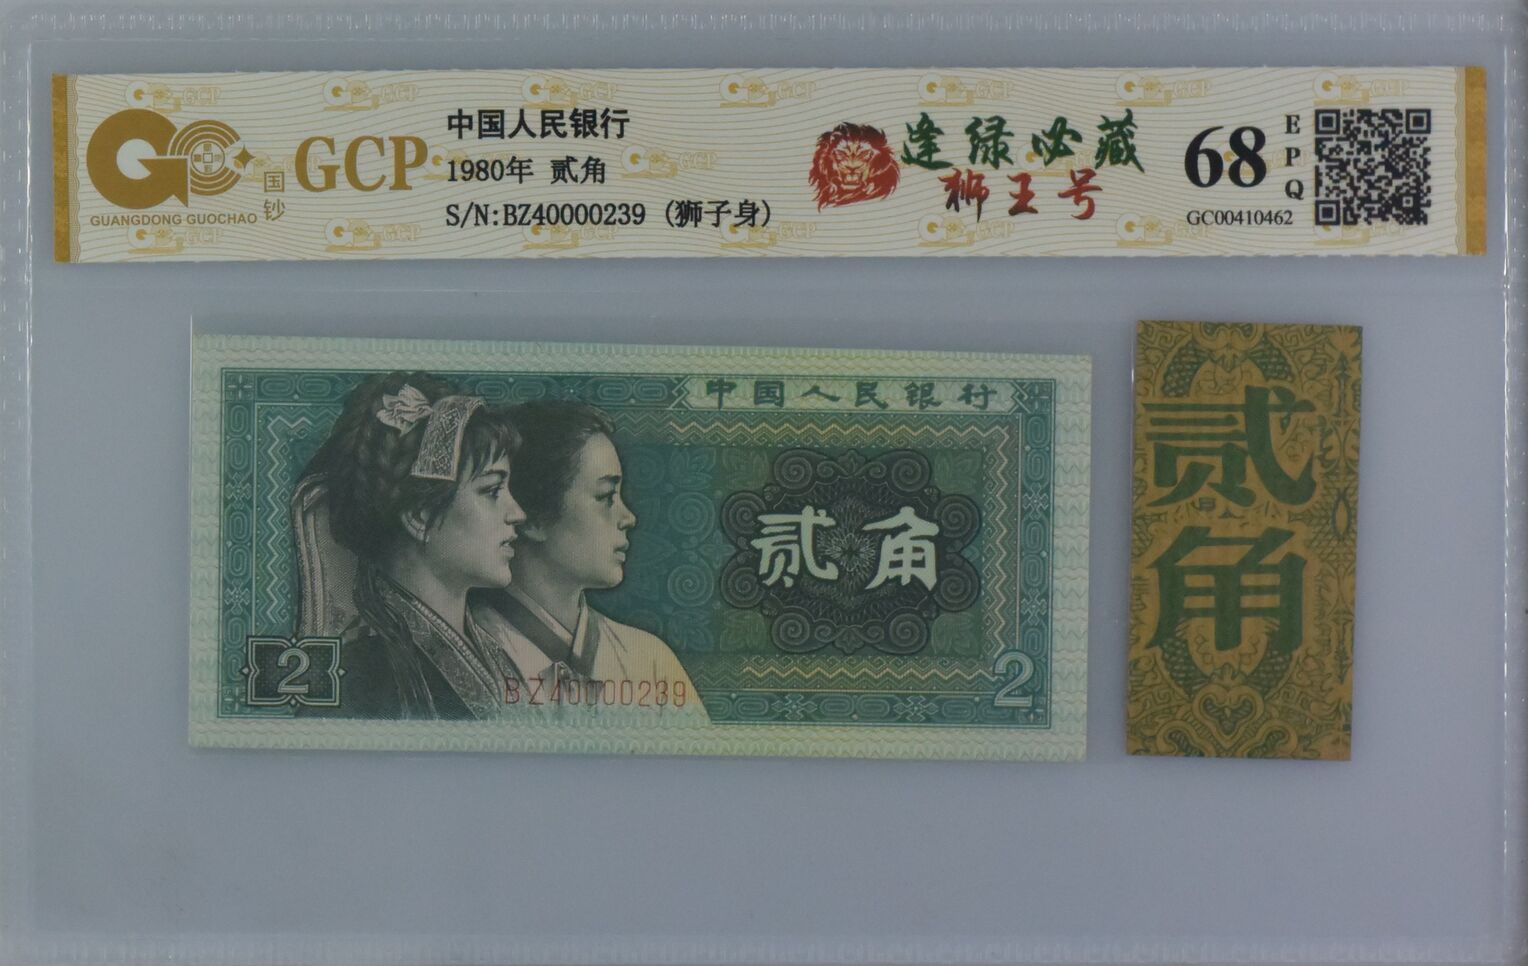 国钞
GCP
GUANGDONG GUOCHAO
中国人民银行
1980年 贰角
S/N:BZ40000239 (狮子身)
逢绿必藏
狮王号
68
EPQ
GC00410462
中国人民银行
贰角
2
BZ40000239
2
贰角